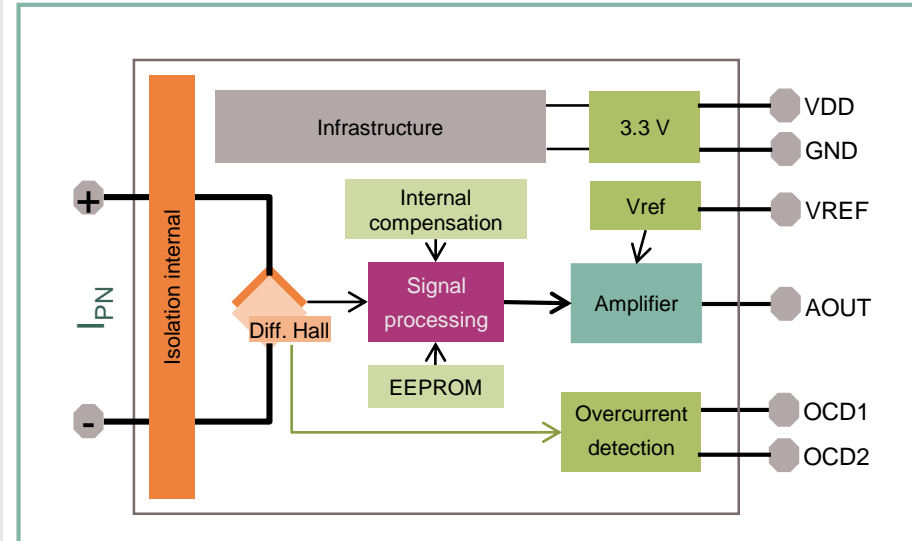 Infrastructure
3.3 V
VDD
GND
Internal
compensation
Vref
VREF
+
IPN
-
Isolation internal
Diff. Hall
Signal
processing
Amplifier
AOUT
EEPROM
Overcurrent
detection
OCD1
OCD2